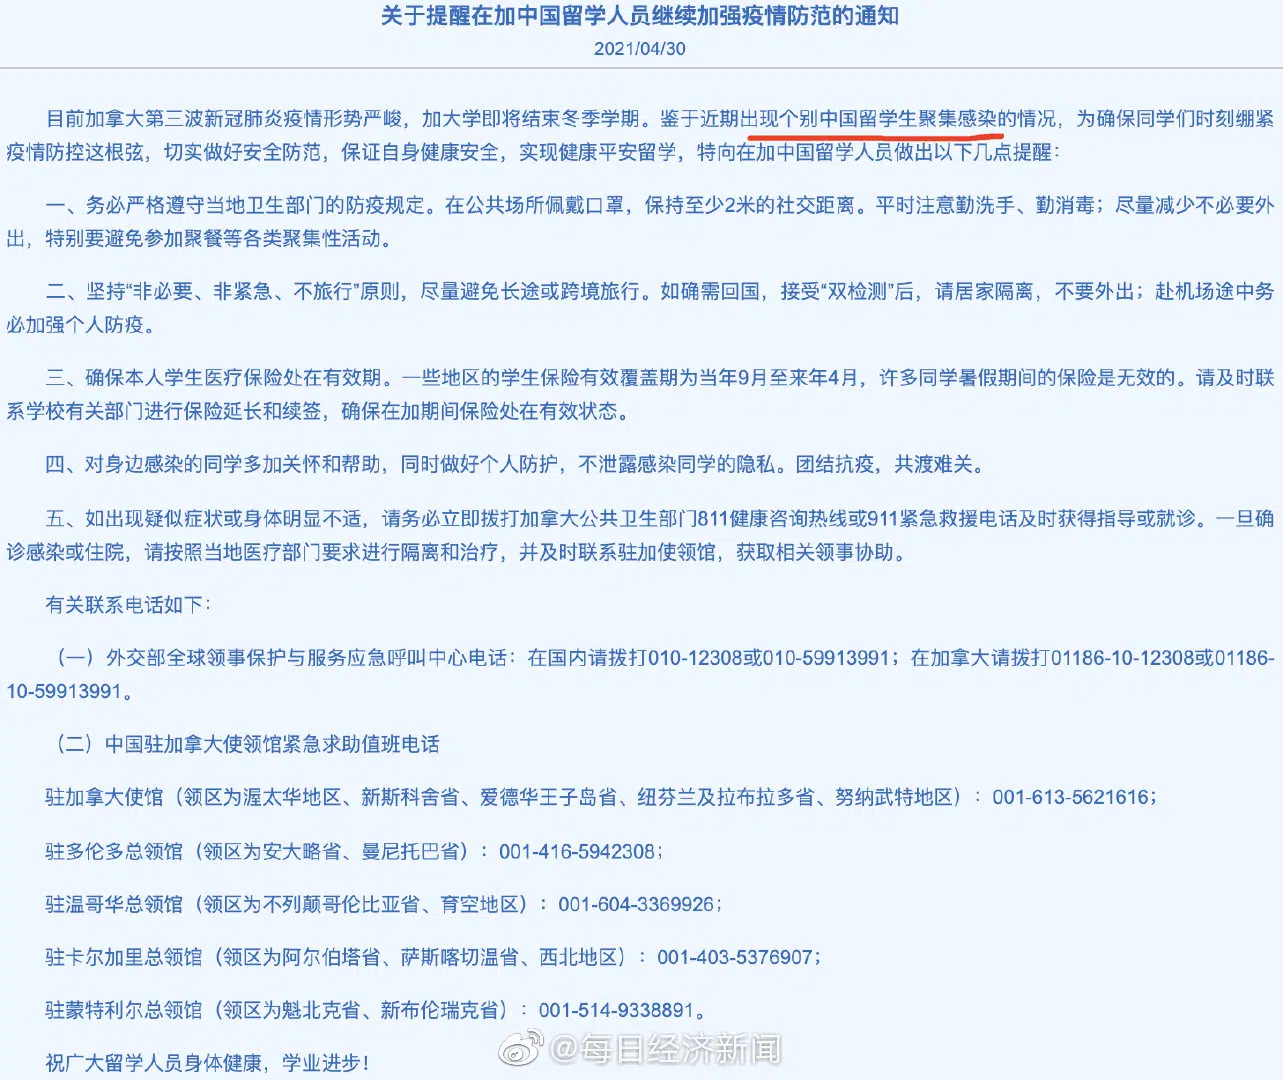 关于提醒在加中国留学人员继续加强疫情防范的通知
2021/04/30
目前加拿大第三波新冠肺炎疫情形势严峻，加大学即将结束冬季学期。鉴于近期出现个别中国留学生聚集感染的情况，为确保同学们时刻绷紧
疫情防控这根弦，切实做好安全防范，保证自身健康安全，实现健康平安留学，特向在加中国留学人员做出以下几点提醒：
一、务必严格遵守当地卫生部门的防疫规定。在公共场所佩戴口罩，保持至少2米的社交距离。平时注意勤洗手、勤消毒；尽量减少不必要外
出，特别要避免参加聚餐等各类聚集性活动。
二、坚持“非必要、非紧急、不旅行”原则，尽量避免长途或跨境旅行。如确需回国，接受“双检测”后，请居家隔离，不要外出；赴机场途中务
必加强个人防疫。
三、确保本人学生医疗保险处在有效期。一些地区的学生保险有效覆盖期为当年9月至来年4月，许多同学暑假期间的保险是无效的。请及时联
系学校有关部门进行保险延长和续签，确保在加期间保险处在有效状态。
四、对身边感染的同学多加关怀和帮助，同时做好个人防护，不泄露感染同学的隐私。团结抗疫，共渡难关。
五、如出现疑似症状或身体明显不适，请务必立即拨打加拿大公共卫生部门811健康咨询热线或911紧急救援电话及时获得指导或就诊。一旦确
诊感染或住院，请按照当地医疗部门要求进行隔离和治疗，并及时联系驻加使领馆，获取相关领事协助。
有关联系电话如下：
（一）外交部全球领事保护与服务应急呼叫中心电话：在国内请拨打010-12308或010-59913991；在加拿大请拨打01186-10-12308或01186-
10-59913991。
（二）中国驻加拿大使领馆紧急求助值班电话
驻加拿大使馆（领区为渥太华地区、新斯科舍省、爱德华王子岛省、纽芬兰及拉布拉多省、努纳武特地区）：001-613-5621616；
驻多伦多总领馆（领区为安大略省、曼尼托巴省）：001-416-5942308；
驻温哥华总领馆（领区为不列颠哥伦比亚省、育空地区）：001-604-3369926；
驻卡尔加里总领馆（领区为阿尔伯塔省、萨斯喀切温省、西北地区）：001-403-5376907；
驻蒙特利尔总领馆（领区为魁北克省、新布伦瑞克省）：001-514-9338891。
祝广大留学人员身体健康，学业进步！
@每日经济新闻